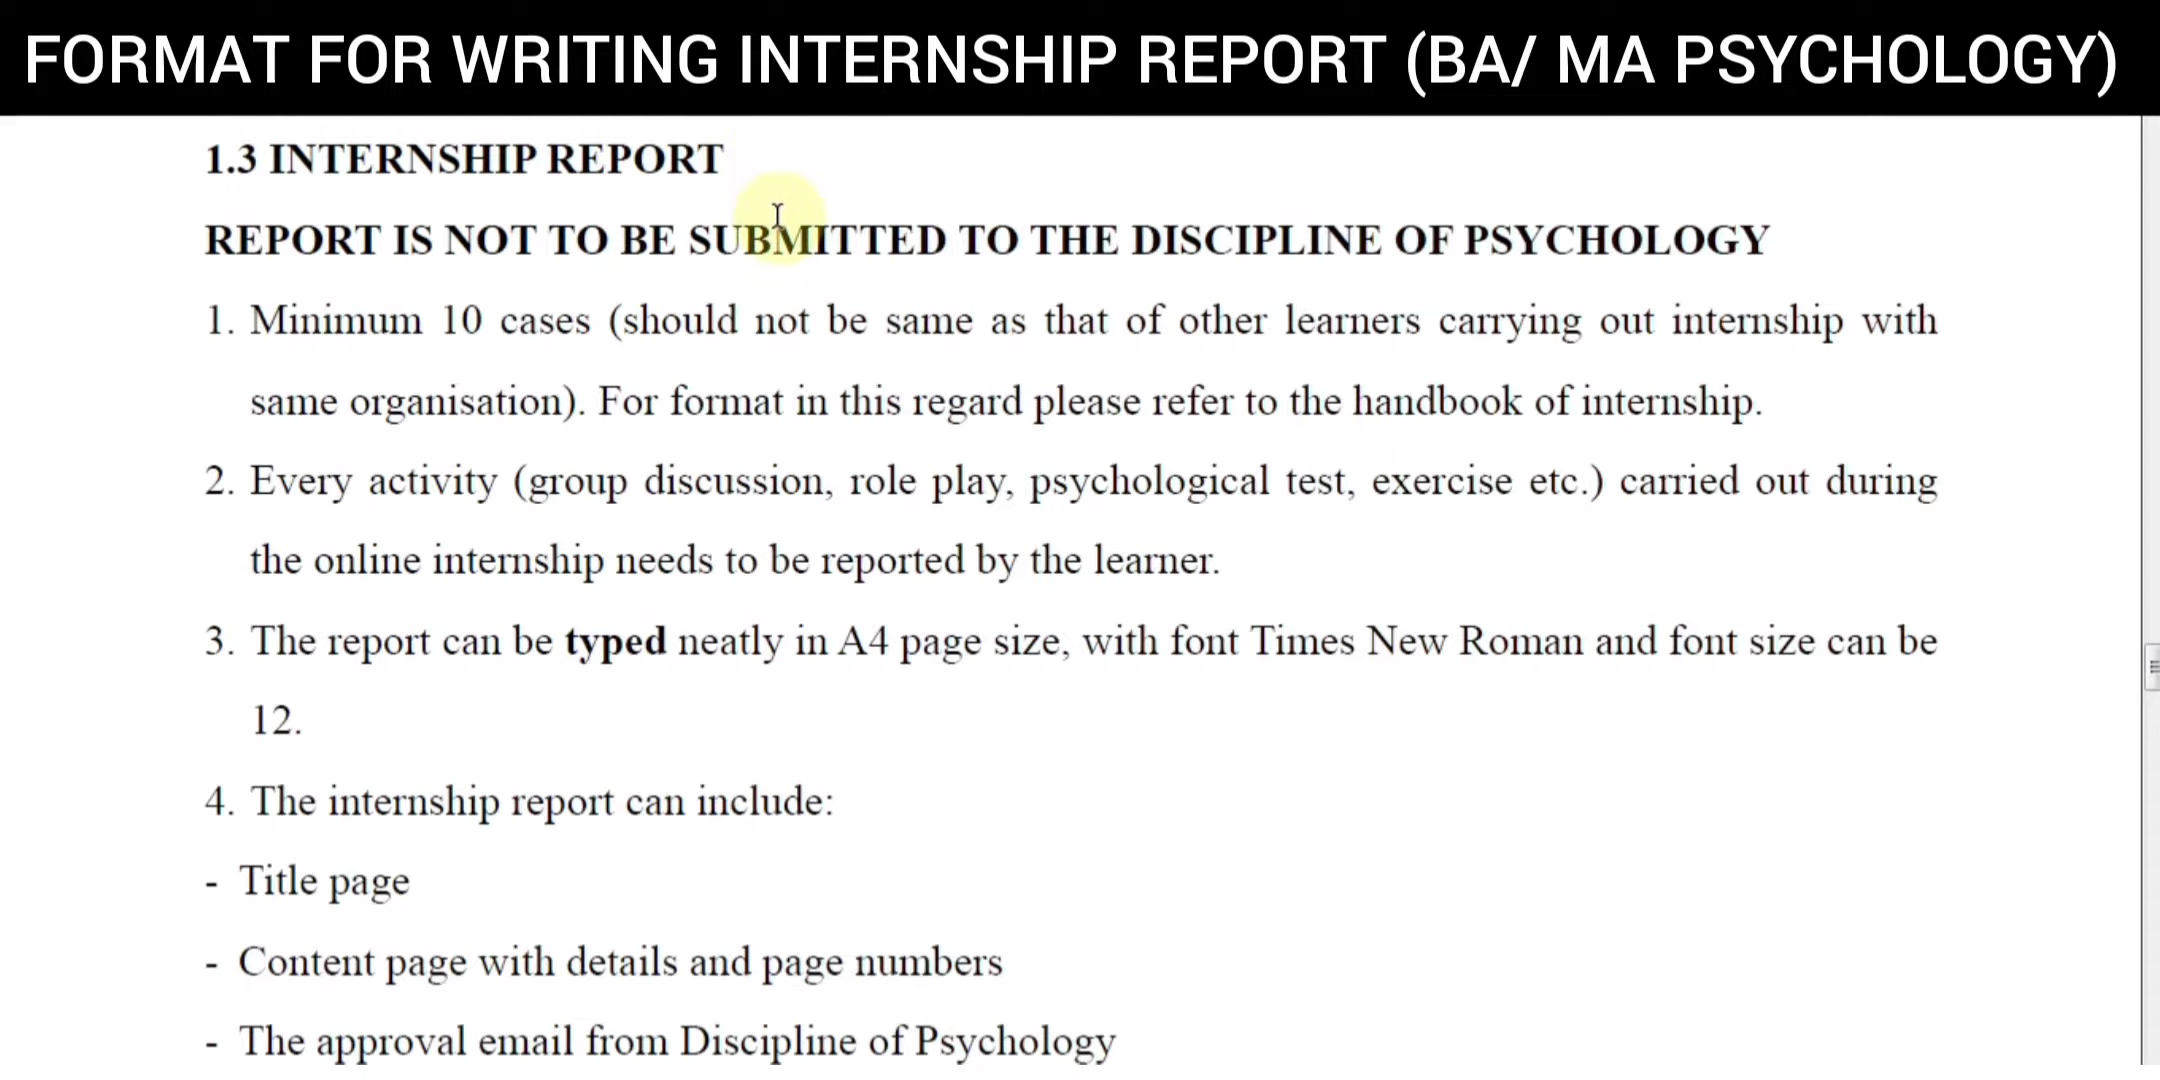 FORMAT FOR WRITING INTERNSHIP REPORT (BA/ MA PSYCHOLOGY)
1.3 INTERNSHIP REPORT
REPORT IS NOT TO BE SUBMITTED TO THE DISCIPLINE OF PSYCHOLOGY
1. Minimum 10 cases (should not be same as that of other learners carrying out internship with
same organisation). For format in this regard please refer to the handbook of internship.
2. Every activity (group discussion, role play, psychological test, exercise etc.) carried out during
the online internship needs to be reported by the learner.
3. The report can be typed neatly in A4 page size, with font Times New Roman and font size can be
12.
4. The internship report can include:
- Title page
- Content page with details and page numbers
- The approval email from Discipline of Psychology